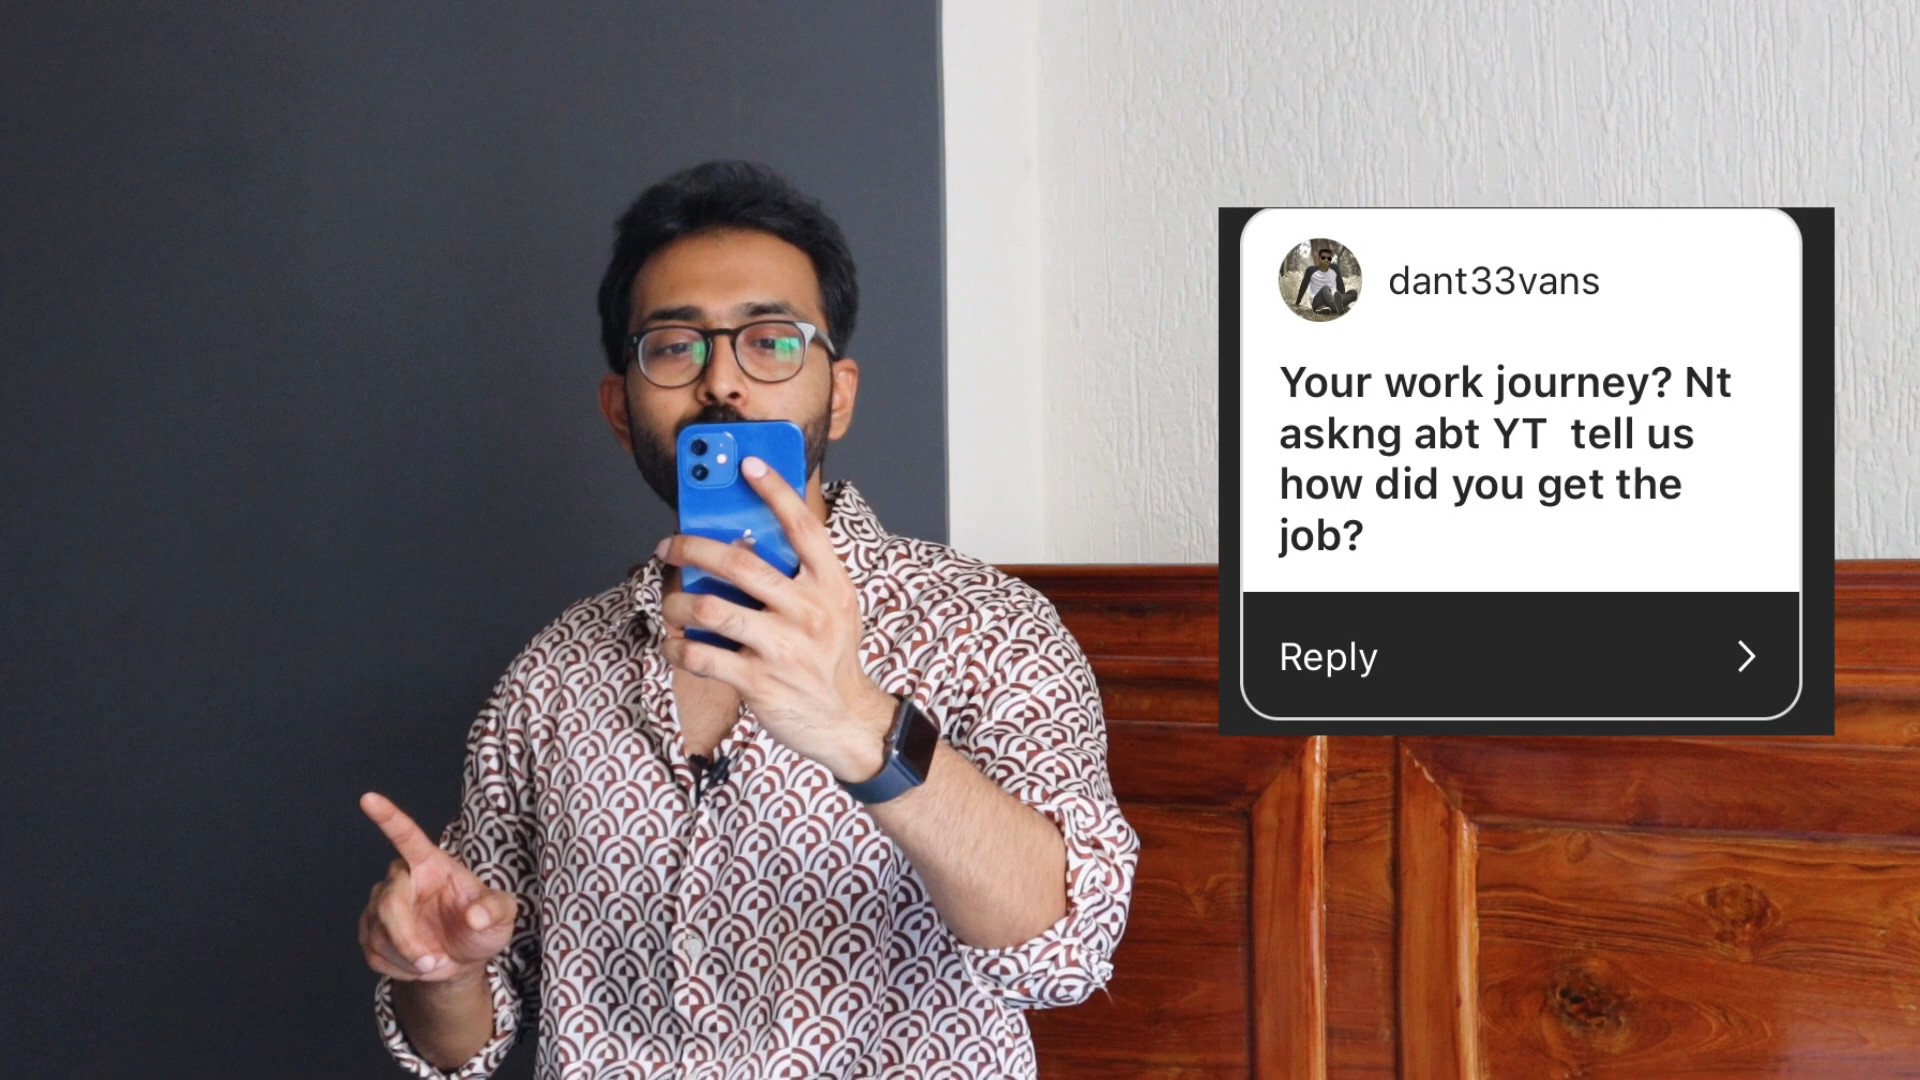 dant33vans
Your work journey? Nt
askng abt YT  tell us
how did you get the
job?
Reply